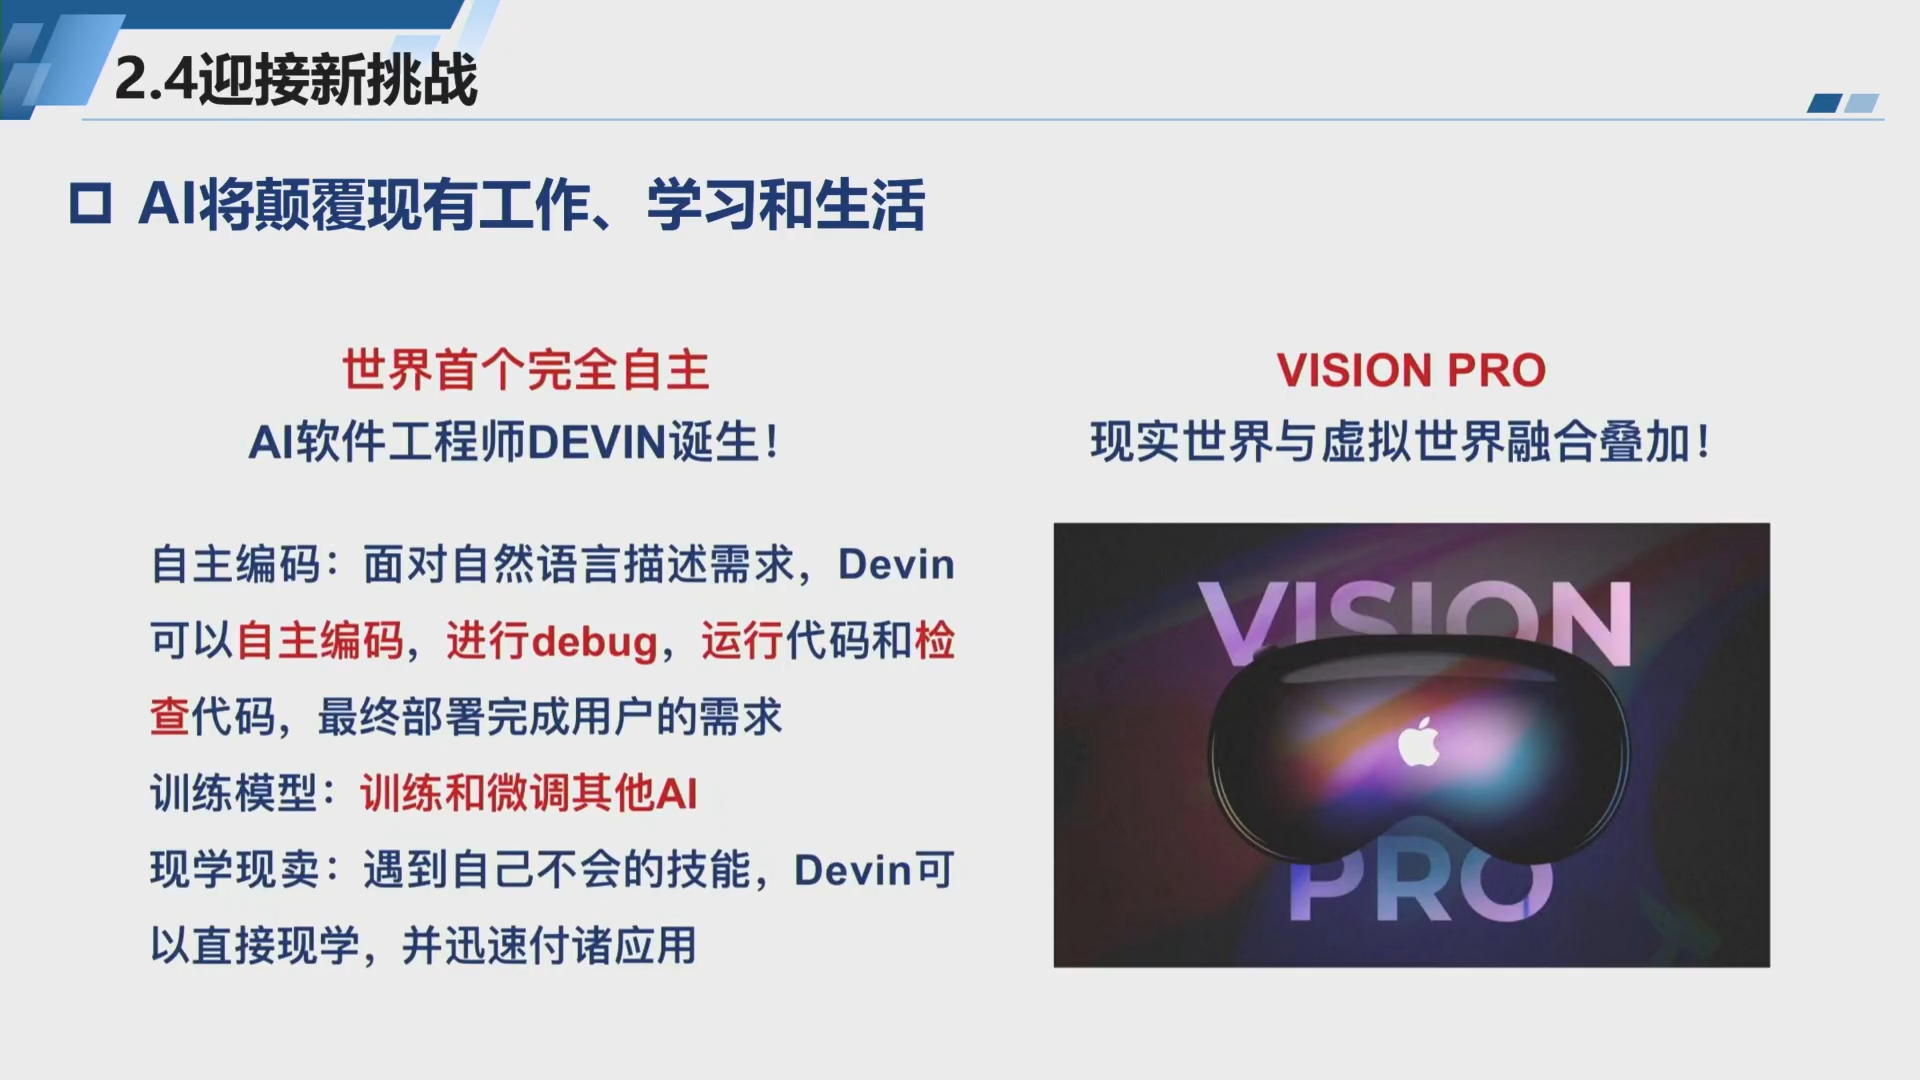 2.4迎接新挑战
AI将颠覆现有工作、学习和生活
世界首个完全自主
AI软件工程师DEVIN诞生！
自主编码：面对自然语言描述需求，Devin
可以自主编码，进行debug，运行代码和检
查代码，最终部署完成用户的需求
训练模型：训练和微调其他AI
现学现卖：遇到自己不会的技能，Devin可
以直接现学，并迅速付诸应用
VISION PRO
现实世界与虚拟世界融合叠加！
VISION
PRO